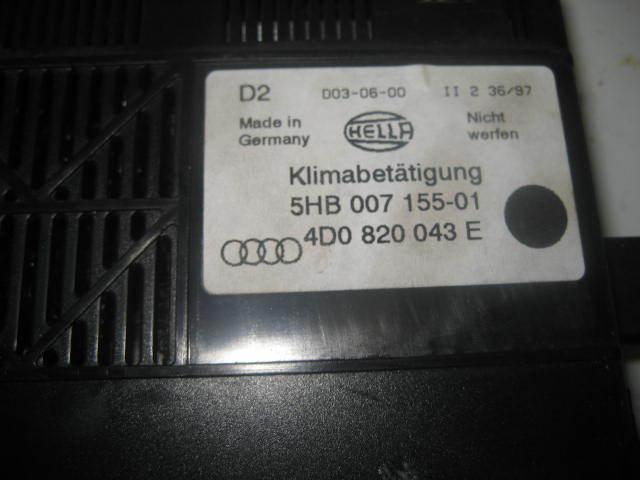 D2 D03-06-00 II 2 36/97
Made in Germany HELLA Nicht werfen
Klimabetätigung
5HB 007 155-01
4D0 820 043 E